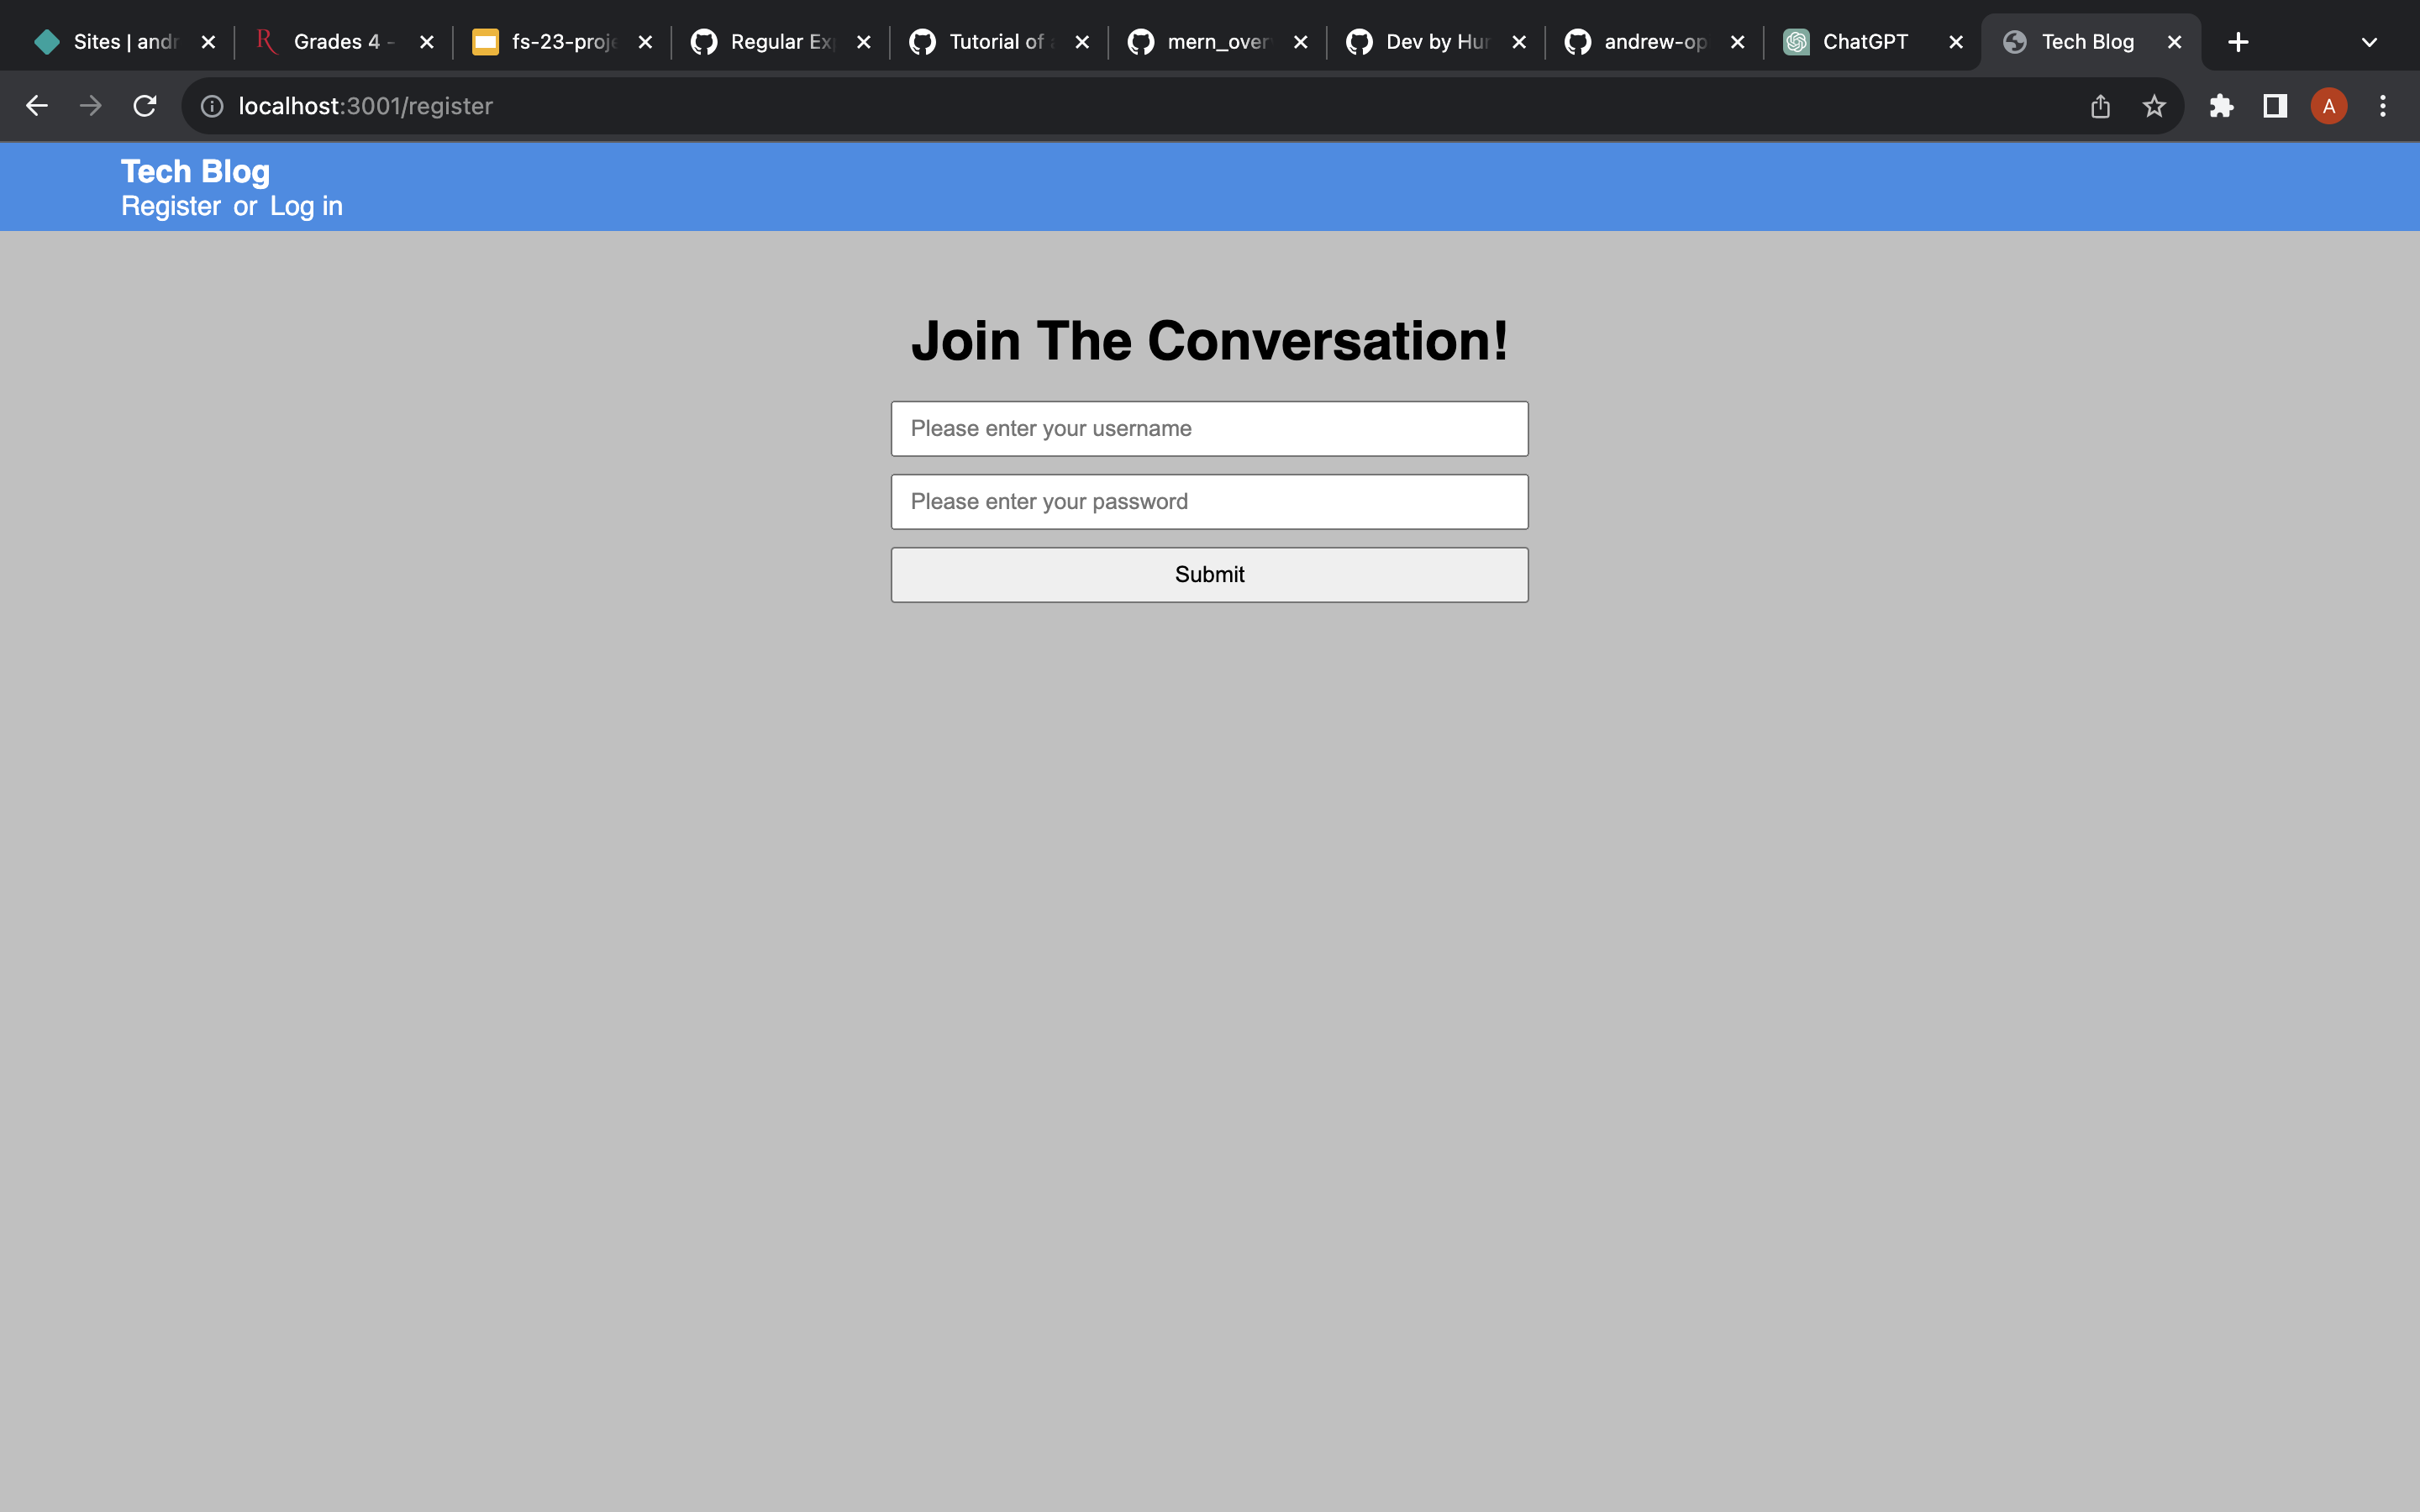 Sites | andr
Grades 4 -
fs-23-proje
Regular Ex
Tutorial of
mern_over
Dev by Hur
andrew-op
ChatGPT
Tech Blog
localhost:3001/register
A
Tech Blog
Register or Log in
Join The Conversation!
Please enter your username
Please enter your password
Submit